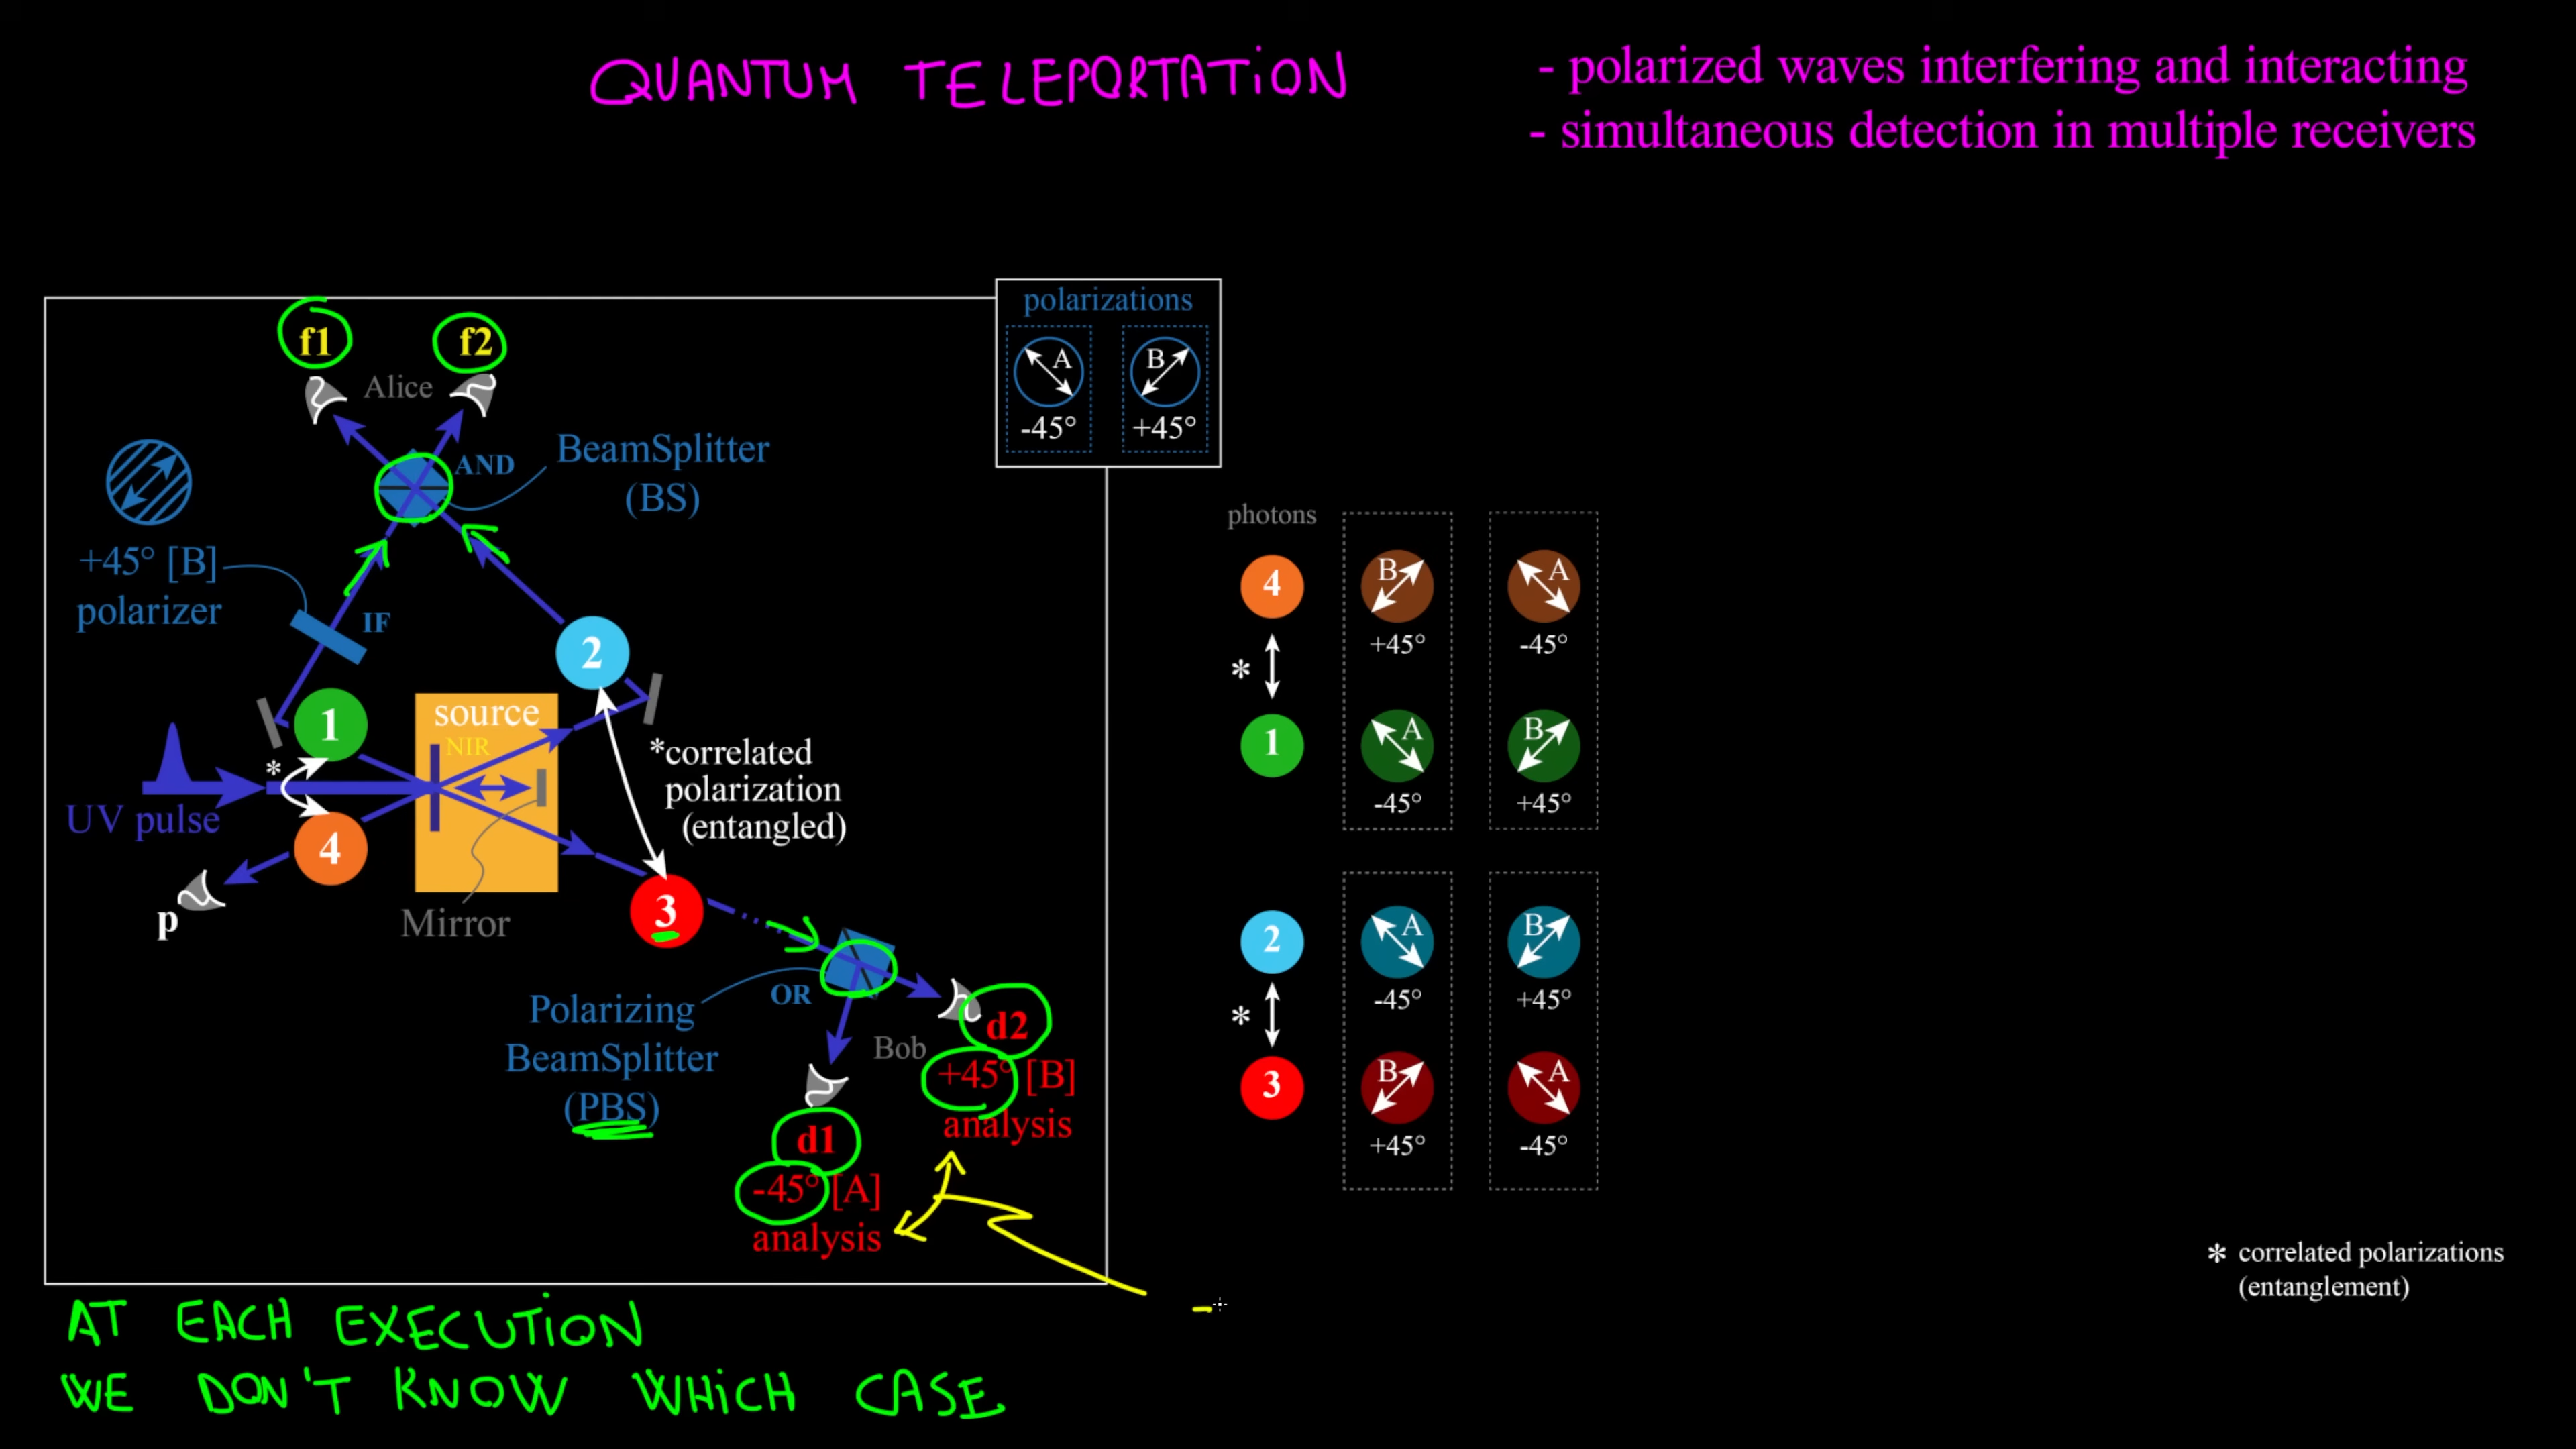 QUANTUM TELEPORTATiON
- polarized waves interfering and interacting
- simultaneous detection in multiple receivers
polarizations
A
B
-45°
+45°
f1
f2
Alice
AND
BeamSplitter
(BS)
+45° [B]
polarizer
IF
2
1
source
NIR
*
UV pulse
4
p
Mirror
*correlated
polarization
(entangled)
3
Polarizing
BeamSplitter
(PBS)
OR
Bob
d2
+45° [B]
analysis
d1
-45° [A]
analysis
photons
4
B
A
+45°
-45°
*
1
A
B
-45°
+45°
2
A
B
-45°
+45°
*
3
B
A
+45°
-45°
* correlated polarizations
(entanglement)
AT EACH EXECUTiON
WE DON'T KNOW WHiCH CASE